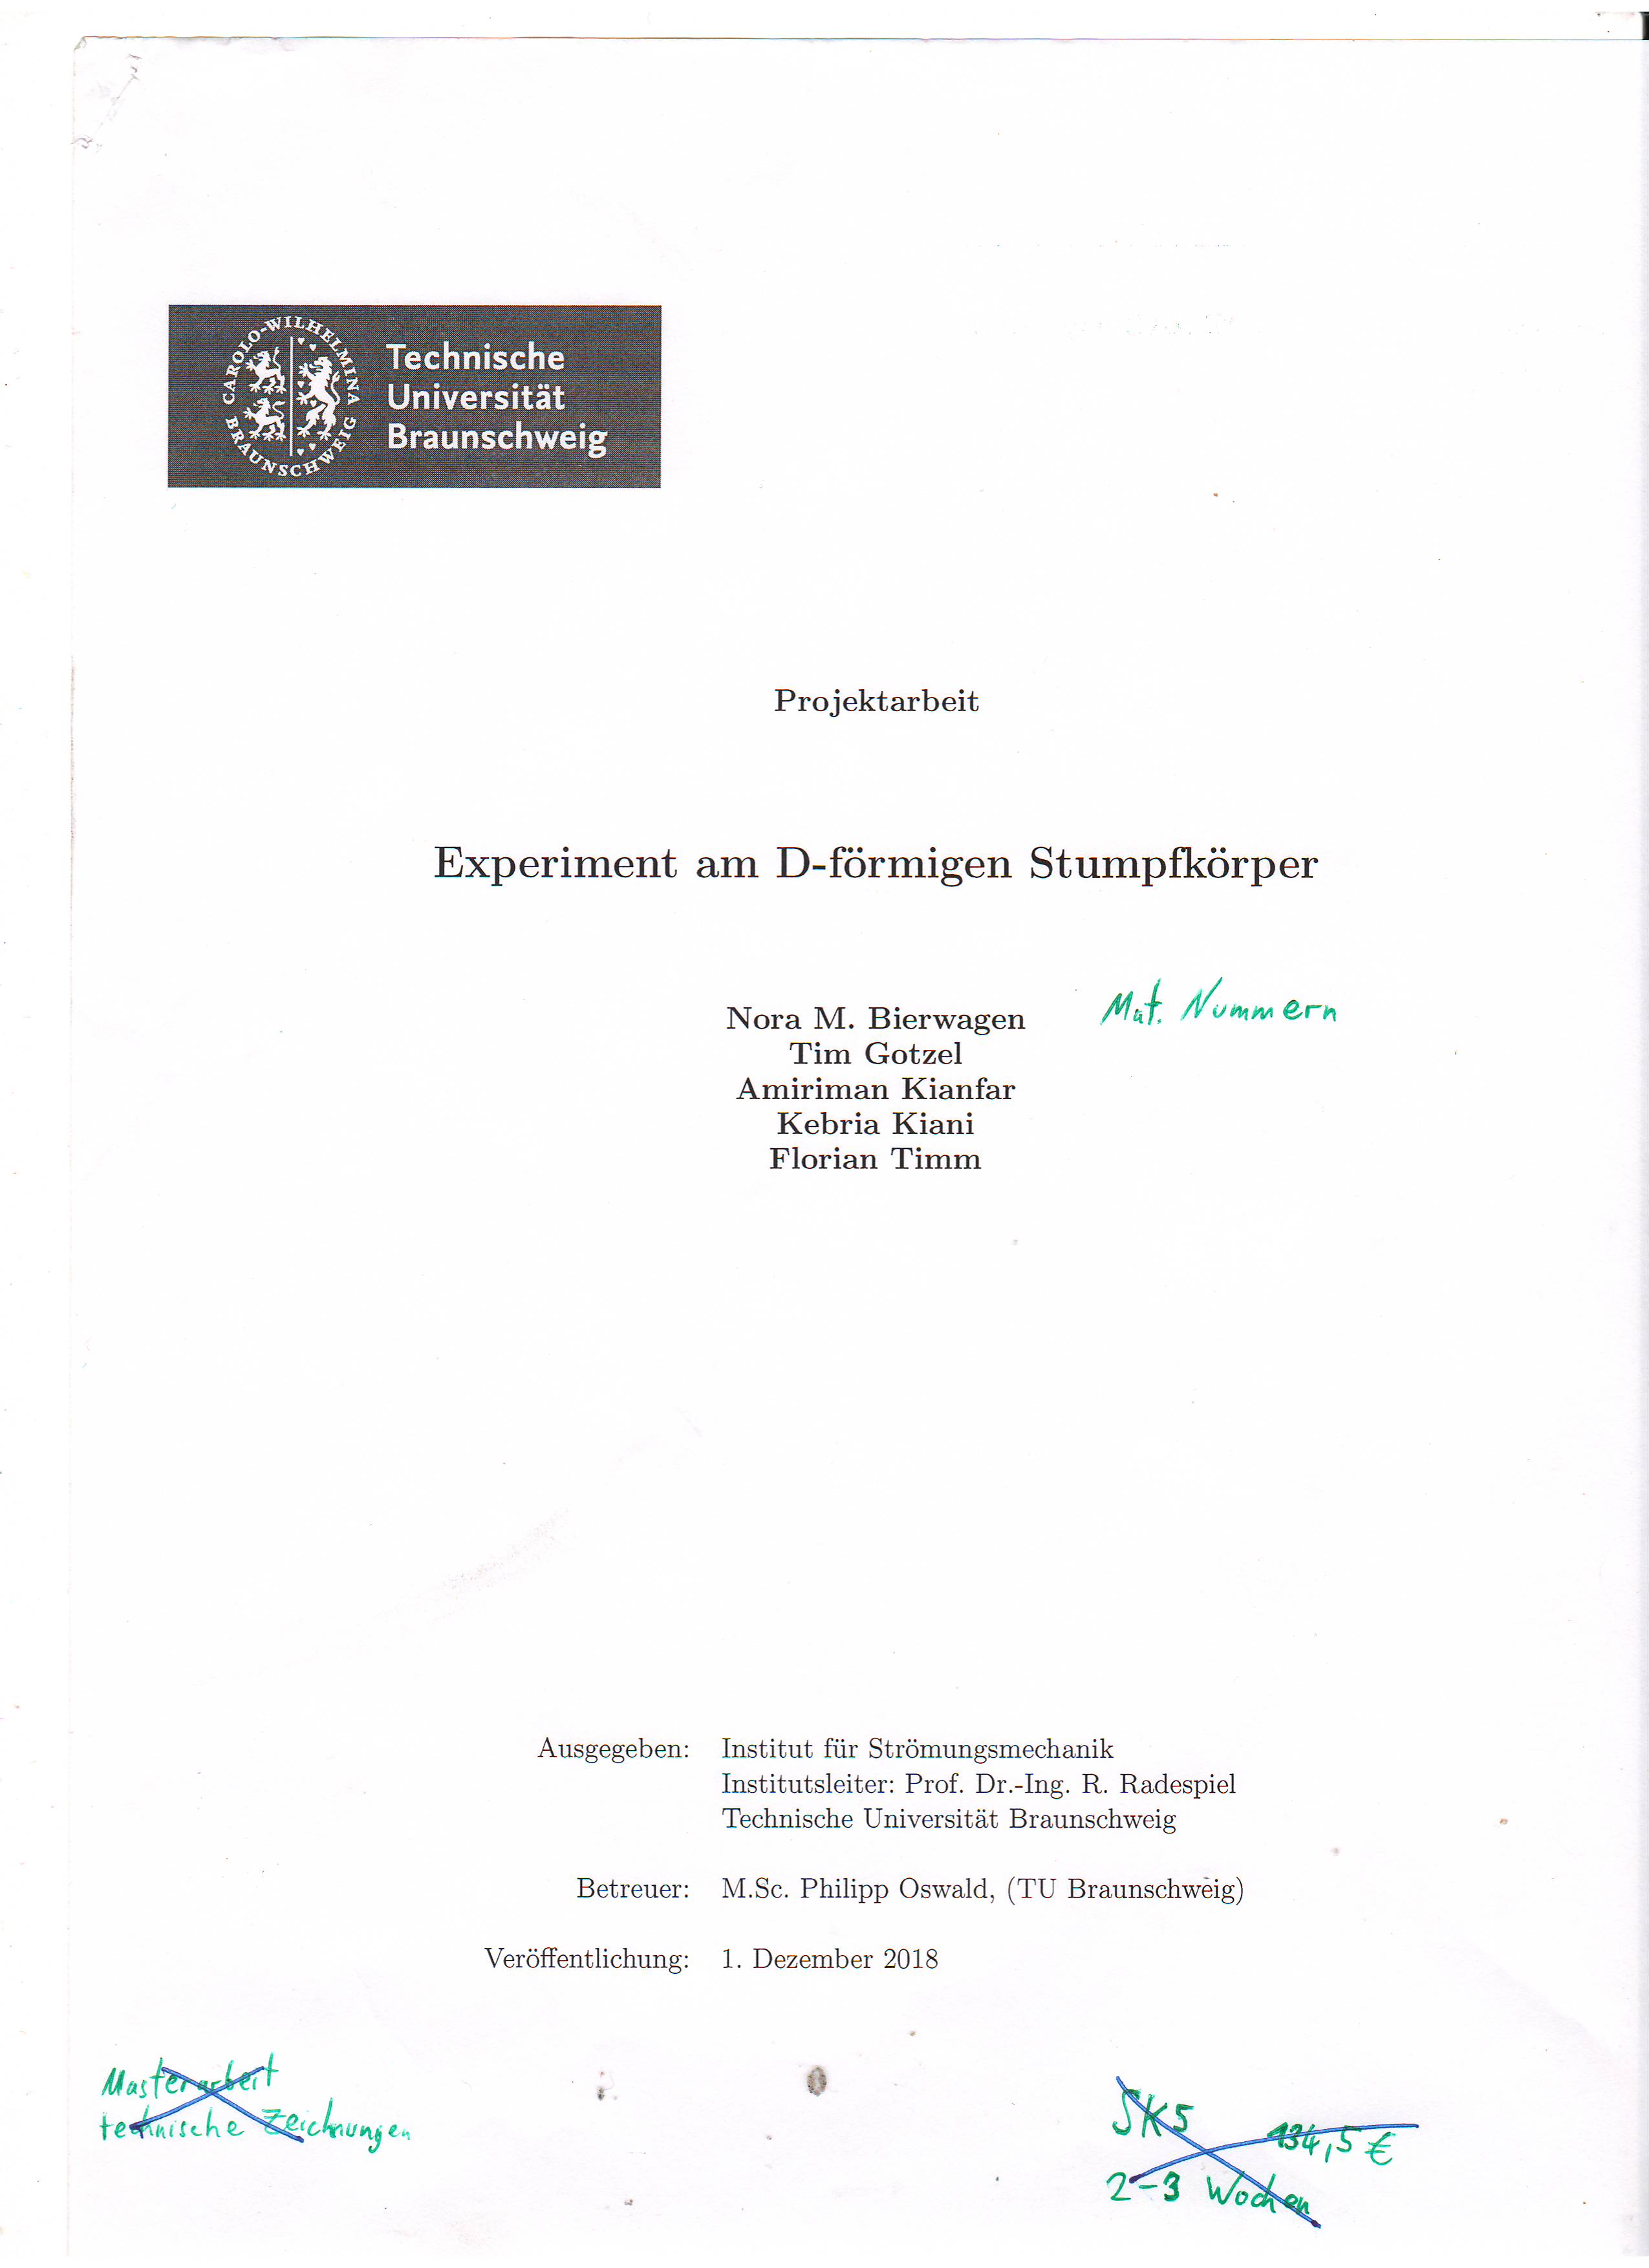 CAROLO-WILHELMINA
BRAUNSCHWEIG
Technische
Universität
Braunschweig
Projektarbeit
Experiment am D-förmigen Stumpfkörper
Nora M. Bierwagen
Mat. Nummern
Tim Gotzel
Amiriman Kianfar
Kebria Kiani
Florian Timm
Ausgegeben: Institut für Strömungsmechanik
Institutsleiter: Prof. Dr.-Ing. R. Radespiel
Technische Universität Braunschweig
Betreuer: M.Sc. Philipp Oswald, (TU Braunschweig)
Veröffentlichung: 1. Dezember 2018
Masterarbeit
technische Zeichnungen
SK5 134,5 €
2-3 Wochen